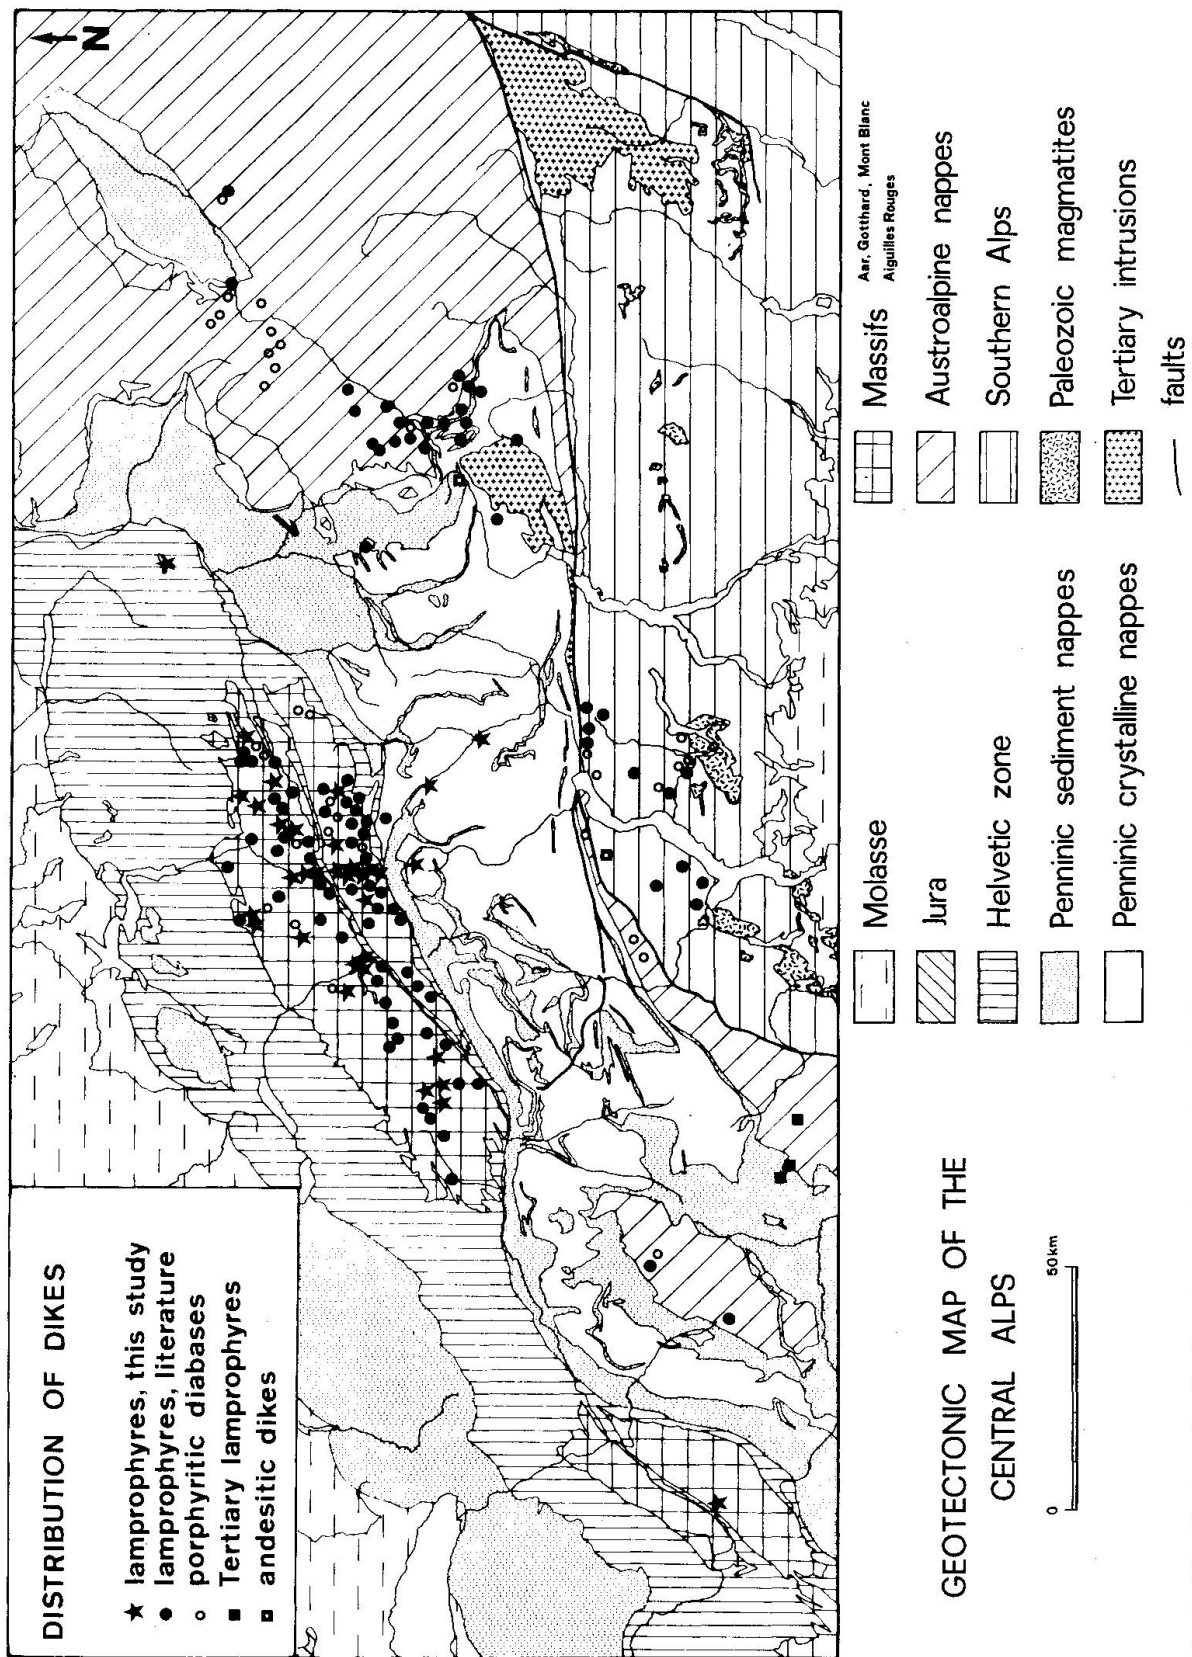 DISTRIBUTION OF DIKES
lamprophyres, this study
lamprophyres, literature
porphyritic diabases
Tertiary lamprophyres
andesitic dikes
N
GEOTECTONIC MAP OF THE
CENTRAL ALPS
0 50 km
Molasse
Jura
Helvetic zone
Penninic sediment nappes
Penninic crystalline nappes
Massifs
Aar, Gotthard, Mont Blanc
Aiguilles Rouges
Austroalpine nappes
Southern Alps
Paleozoic magmatites
Tertiary intrusions
faults